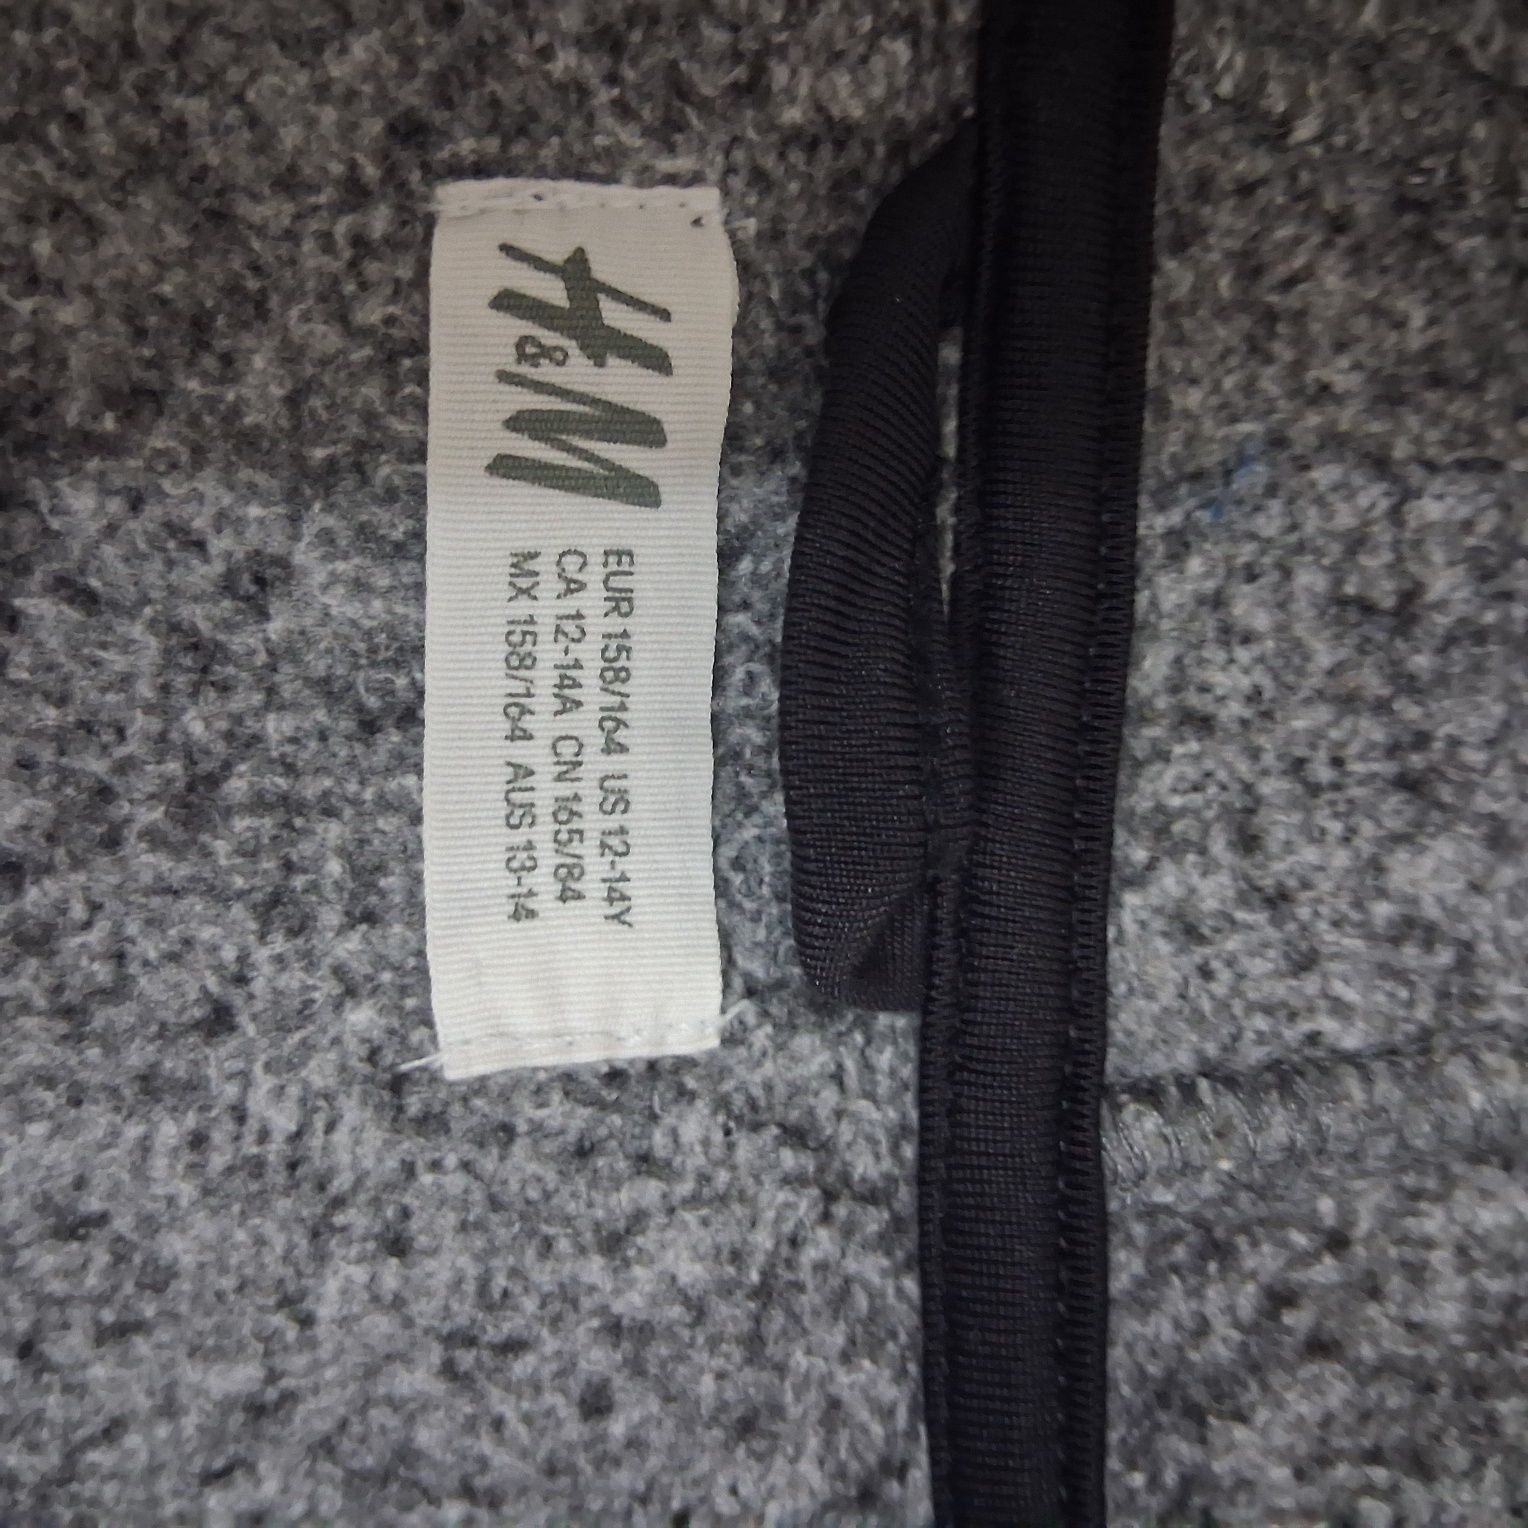 H&M
EUR 158/164 US 12-14Y
CA 12-14A CN 165/84
MX 158/164 AUS 13-14